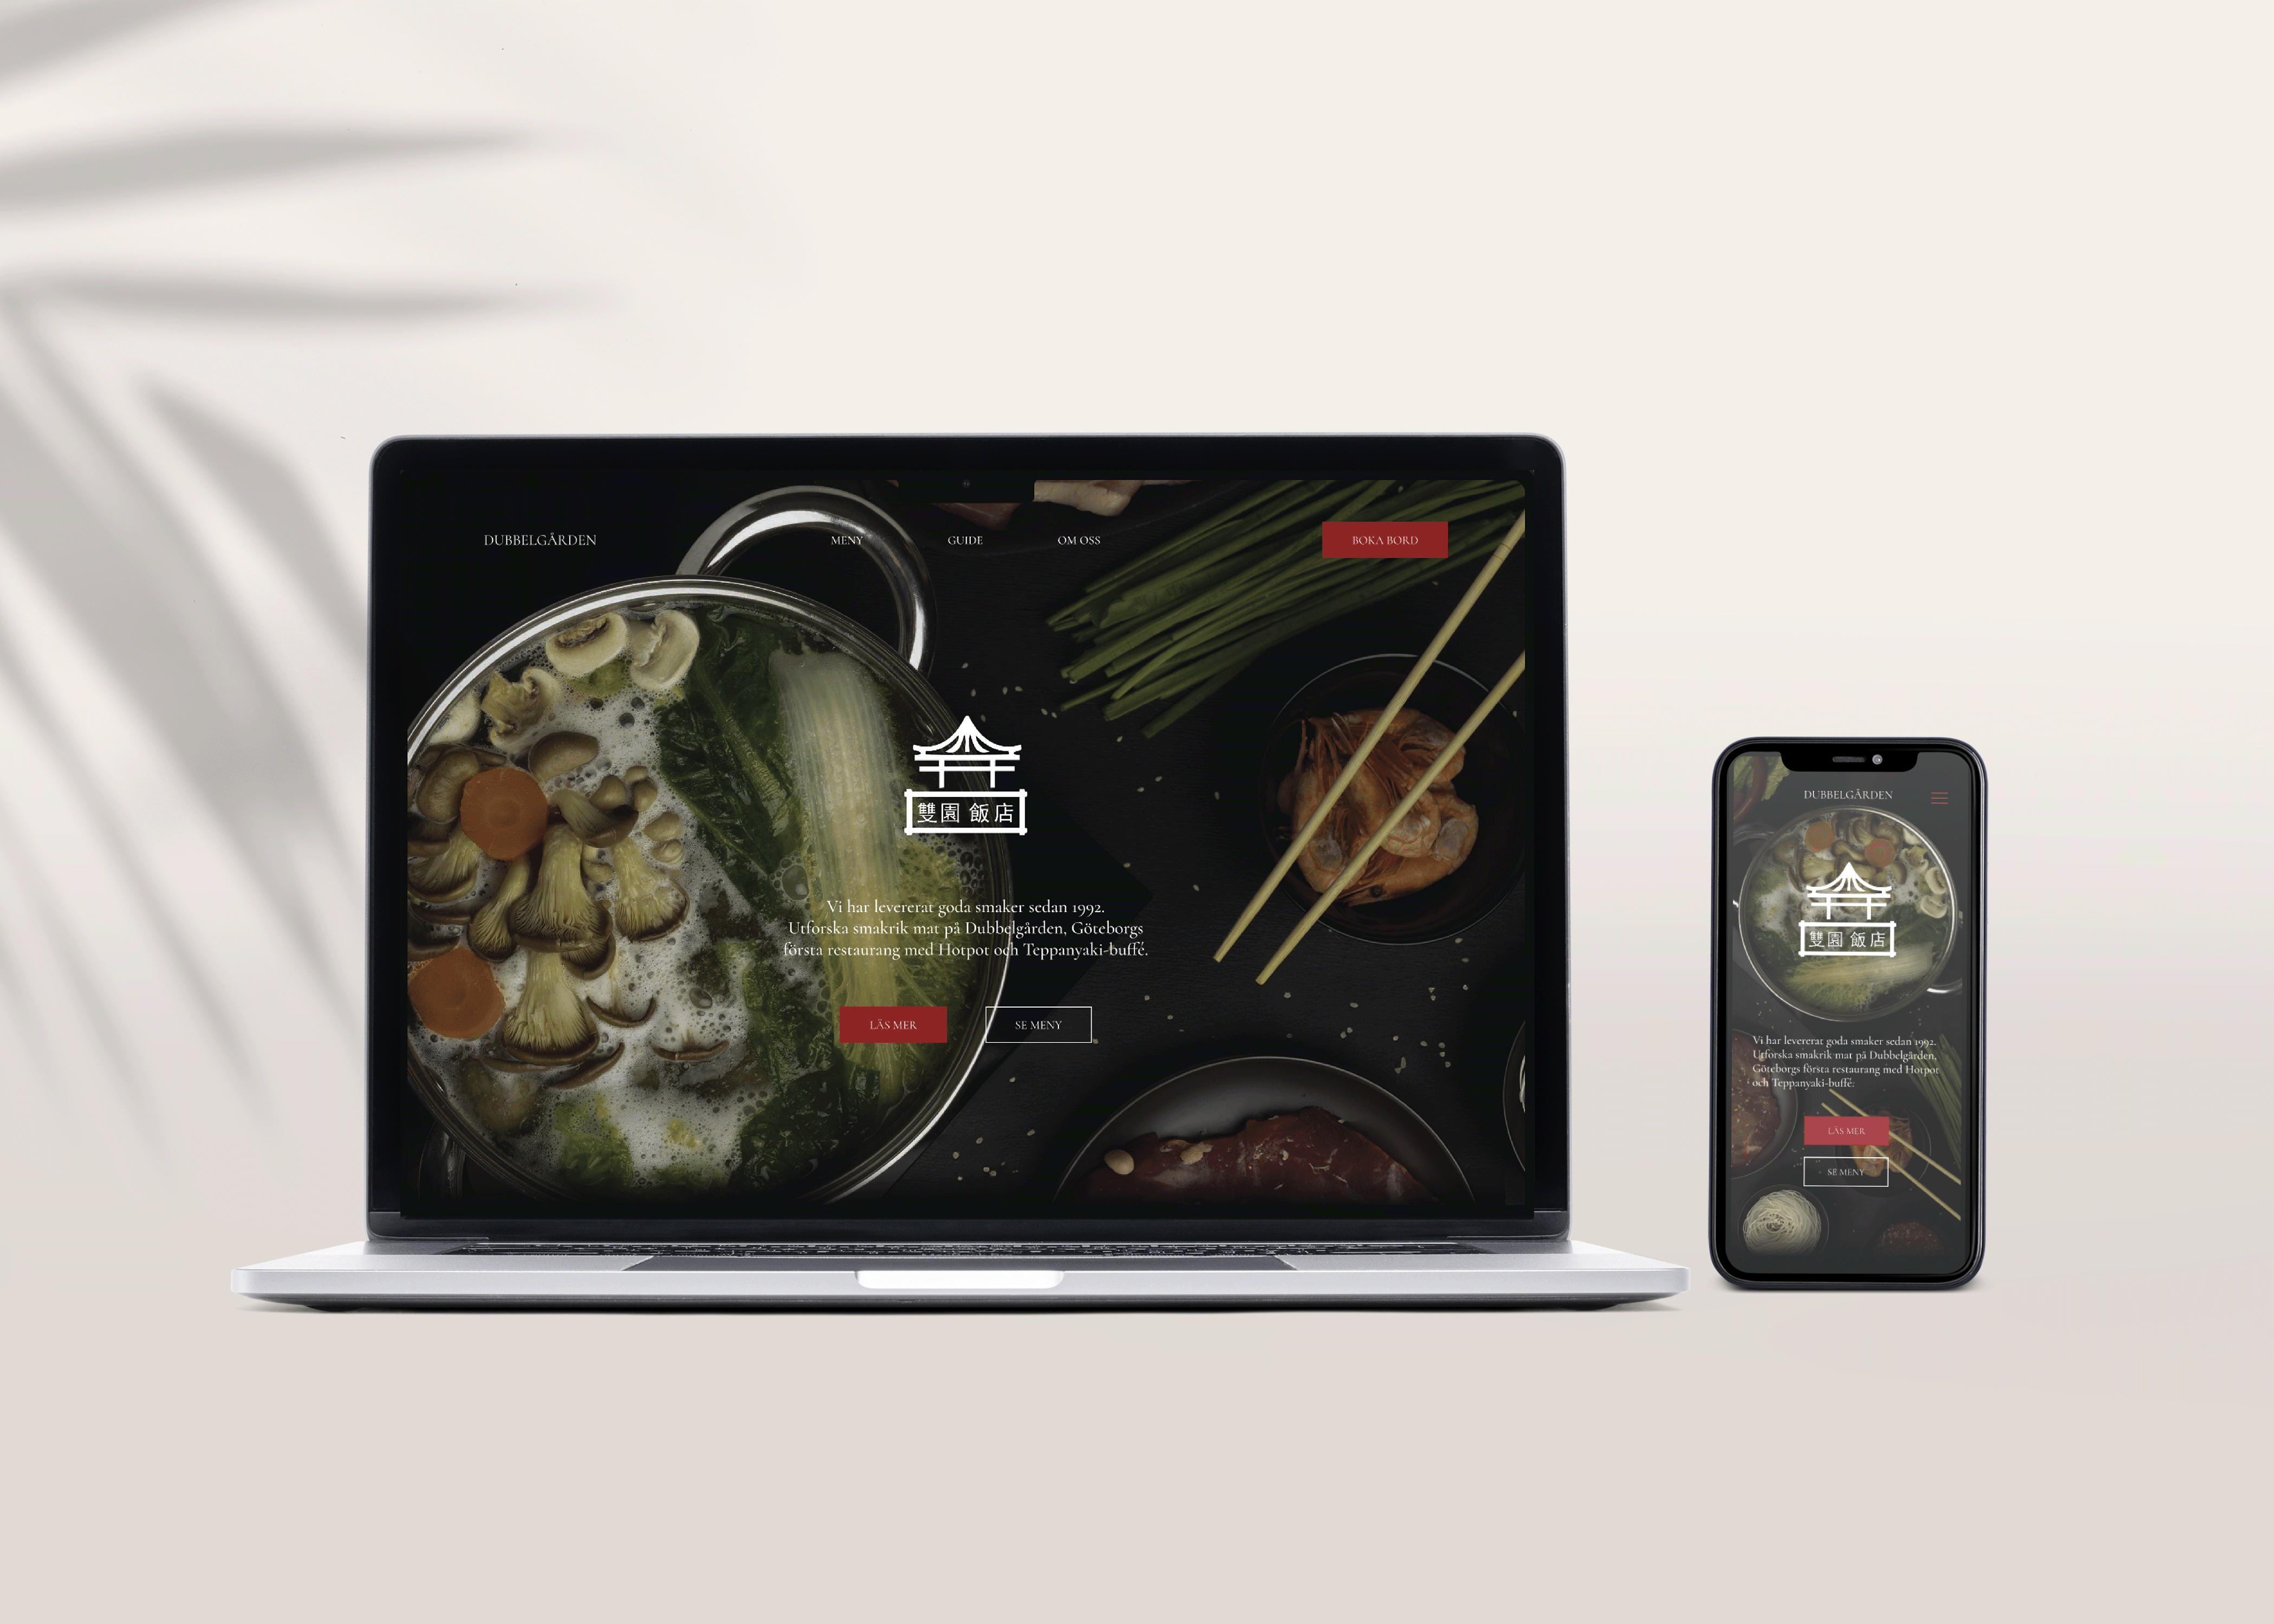 DUBBELGÅRDEN
MENY
GUIDE
OM OSS
BOKA BORD
雙園 飯店
Vi har levererat goda smaker sedan 1992.
Utforska smakrik mat på Dubbelgården, Göteborgs
första restaurang med Hotpot och Teppanyaki-buffé.
LÄS MER
SE MENY
DUBBELGÅRDEN
雙園 飯店
Vi har levererat goda smaker sedan 1992.
Utforska smakrik mat på Dubbelgården,
Göteborgs första restaurang med Hotpot
och Teppanyaki-buffé.
LÄS MER
SE MENY